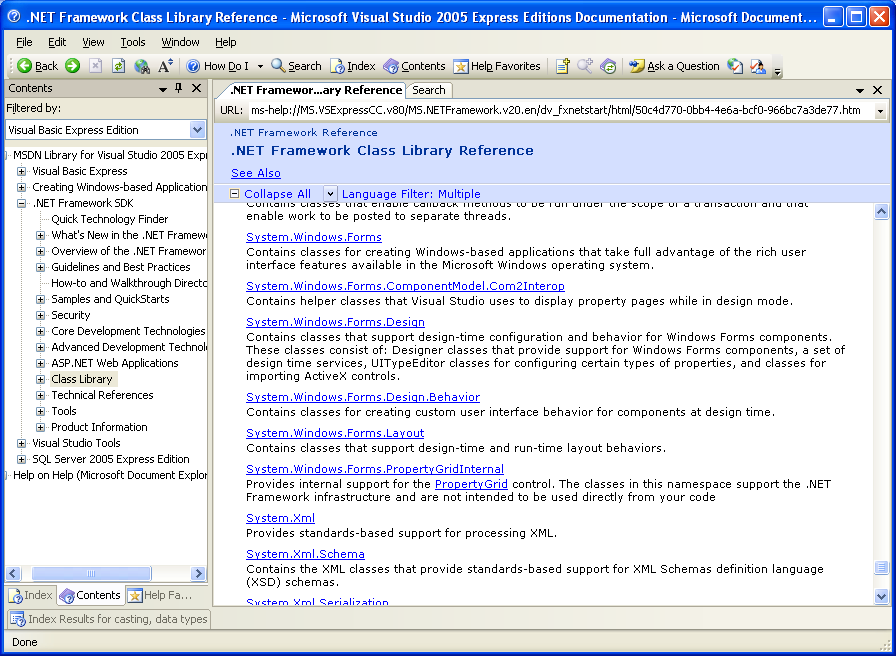 .NET Framework Class Library Reference - Microsoft Visual Studio 2005 Express Editions Documentation - Microsoft Document...
File Edit View Tools Window Help
Back How Do I Search Index Contents Help Favorites Ask a Question
Contents
Filtered by:
Visual Basic Express Edition
MSDN Library for Visual Studio 2005 Expr
Visual Basic Express
Creating Windows-based Application
.NET Framework SDK
Quick Technology Finder
What's New in the .NET Framew
Overview of the .NET Framewor
Guidelines and Best Practices
How-to and Walkthrough Directo
Samples and QuickStarts
Security
Core Development Technologies
Advanced Development Technol
ASP.NET Web Applications
Class Library
Technical References
Tools
Product Information
Visual Studio Tools
SQL Server 2005 Express Edition
Help on Help (Microsoft Document Explor
Index Contents Help Fa...
Index Results for casting, data types
Done
.NET Framewor...ary Reference Search
URL: ms-help://MS.VSExpressCC.v80/MS.NETFramework.v20.en/dv_fxnetstart/html/50c4d770-0bb4-4e6a-bcf0-966bc7a3de77.htm
.NET Framework Reference
.NET Framework Class Library Reference
See Also
Collapse All Language Filter: Multiple
Contains classes that enable callback methods to be run under the scope of a transaction and that
enable work to be posted to separate threads.
System.Windows.Forms
Contains classes for creating Windows-based applications that take full advantage of the rich user
interface features available in the Microsoft Windows operating system.
System.Windows.Forms.ComponentModel.Com2Interop
Contains helper classes that Visual Studio uses to display property pages while in design mode.
System.Windows.Forms.Design
Contains classes that support design-time configuration and behavior for Windows Forms components.
These classes consist of: Designer classes that provide support for Windows Forms components, a set of
design time services, UITypeEditor classes for configuring certain types of properties, and classes for
importing ActiveX controls.
System.Windows.Forms.Design.Behavior
Contains classes for creating custom user interface behavior for components at design time.
System.Windows.Forms.Layout
Contains classes that support design-time and run-time layout behaviors.
System.Windows.Forms.PropertyGridInternal
Provides internal support for the PropertyGrid control. The classes in this namespace support the .NET
Framework infrastructure and are not intended to be used directly from your code
System.Xml
Provides standards-based support for processing XML.
System.Xml.Schema
Contains the XML classes that provide standards-based support for XML Schemas definition language
(XSD) schemas.
System.Xml.Serialization